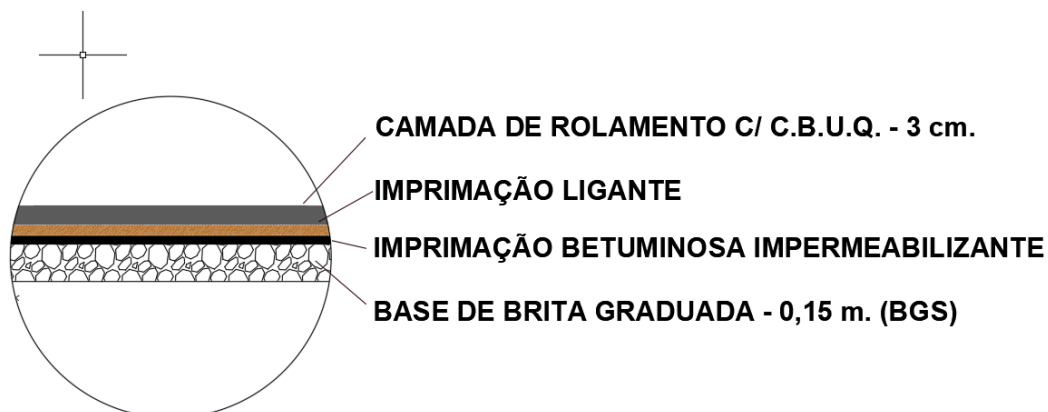 CAMADA DE ROLAMENTO C/ C.B.U.Q. - 3 cm.
IMPRIMAÇÃO LIGANTE
IMPRIMAÇÃO BETUMINOSA IMPERMEABILIZANTE
BASE DE BRITA GRADUADA - 0,15 m. (BGS)